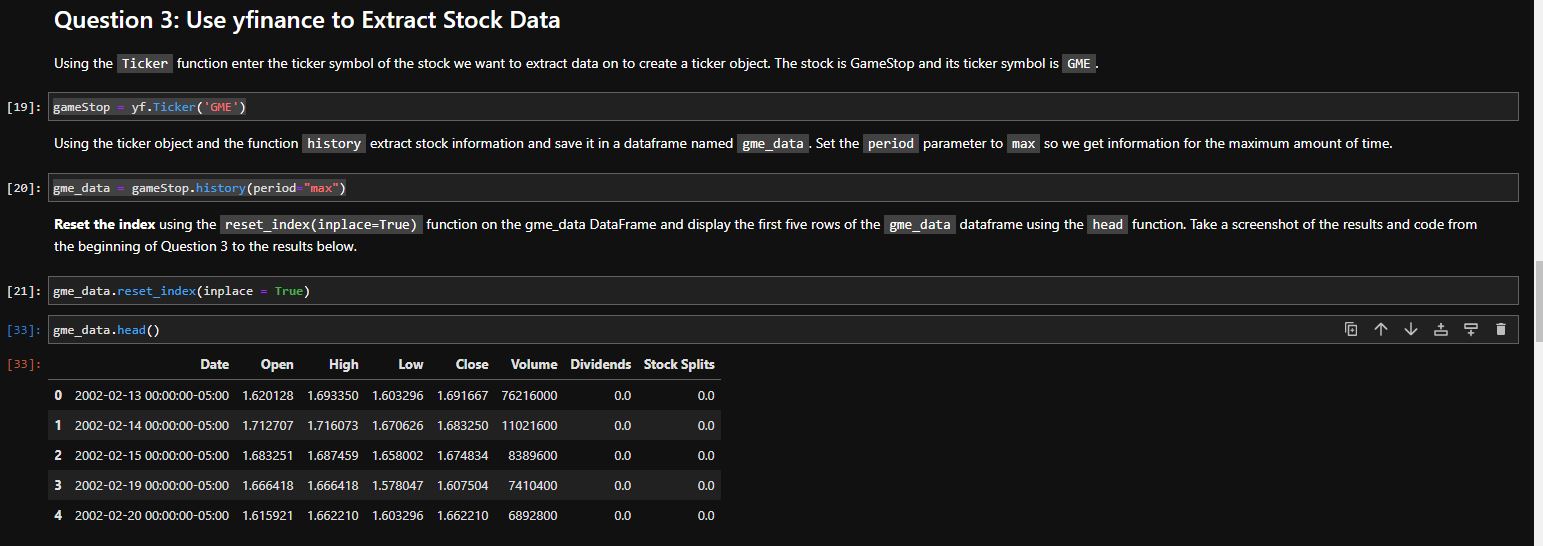 Question 3: Use yfinance to Extract Stock Data
Using the Ticker function enter the ticker symbol of the stock we want to extract data on to create a ticker object. The stock is GameStop and its ticker symbol is GME.
[19]: gameStop = yf.Ticker('GME')
Using the ticker object and the function history extract stock information and save it in a dataframe named gme_data. Set the period parameter to max so we get information for the maximum amount of time.
[20]: gme_data = gameStop.history(period="max")
Reset the index using the reset_index(inplace=True) function on the gme_data DataFrame and display the first five rows of the gme_data dataframe using the head function. Take a screenshot of the results and code from
the beginning of Question 3 to the results below.
[21]: gme_data.reset_index(inplace = True)
[33]: gme_data.head()
[33]: Date Open High Low Close Volume Dividends Stock Splits
0 2002-02-13 00:00:00-05:00 1.620128 1.693350 1.603296 1.691667 76216000 0.0 0.0
1 2002-02-14 00:00:00-05:00 1.712707 1.716073 1.670626 1.683250 11021600 0.0 0.0
2 2002-02-15 00:00:00-05:00 1.683251 1.687459 1.658002 1.674834 8389600 0.0 0.0
3 2002-02-19 00:00:00-05:00 1.666418 1.666418 1.578047 1.607504 7410400 0.0 0.0
4 2002-02-20 00:00:00-05:00 1.615921 1.662210 1.603296 1.662210 6892800 0.0 0.0